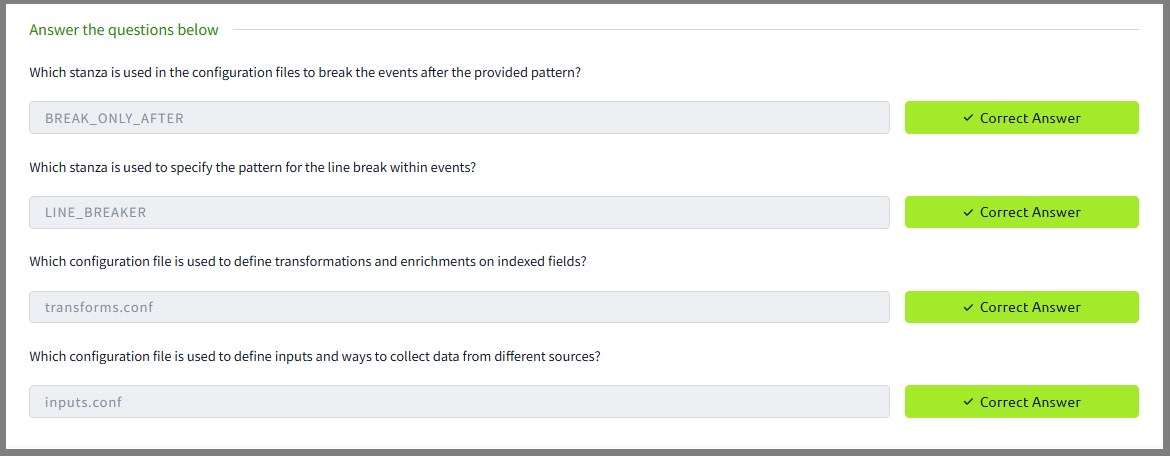 Answer the questions below
Which stanza is used in the configuration files to break the events after the provided pattern?
BREAK_ONLY_AFTER
✓ Correct Answer
Which stanza is used to specify the pattern for the line break within events?
LINE_BREAKER
✓ Correct Answer
Which configuration file is used to define transformations and enrichments on indexed fields?
transforms.conf
✓ Correct Answer
Which configuration file is used to define inputs and ways to collect data from different sources?
inputs.conf
✓ Correct Answer